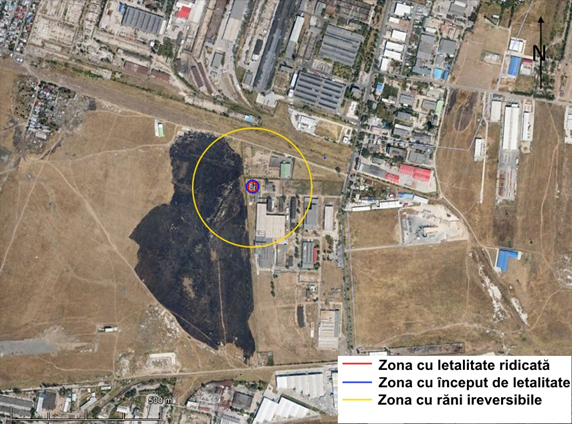 N
500 m
Zona cu letalitate ridicată
Zona cu început de letalitate
Zona cu răni ireversibile